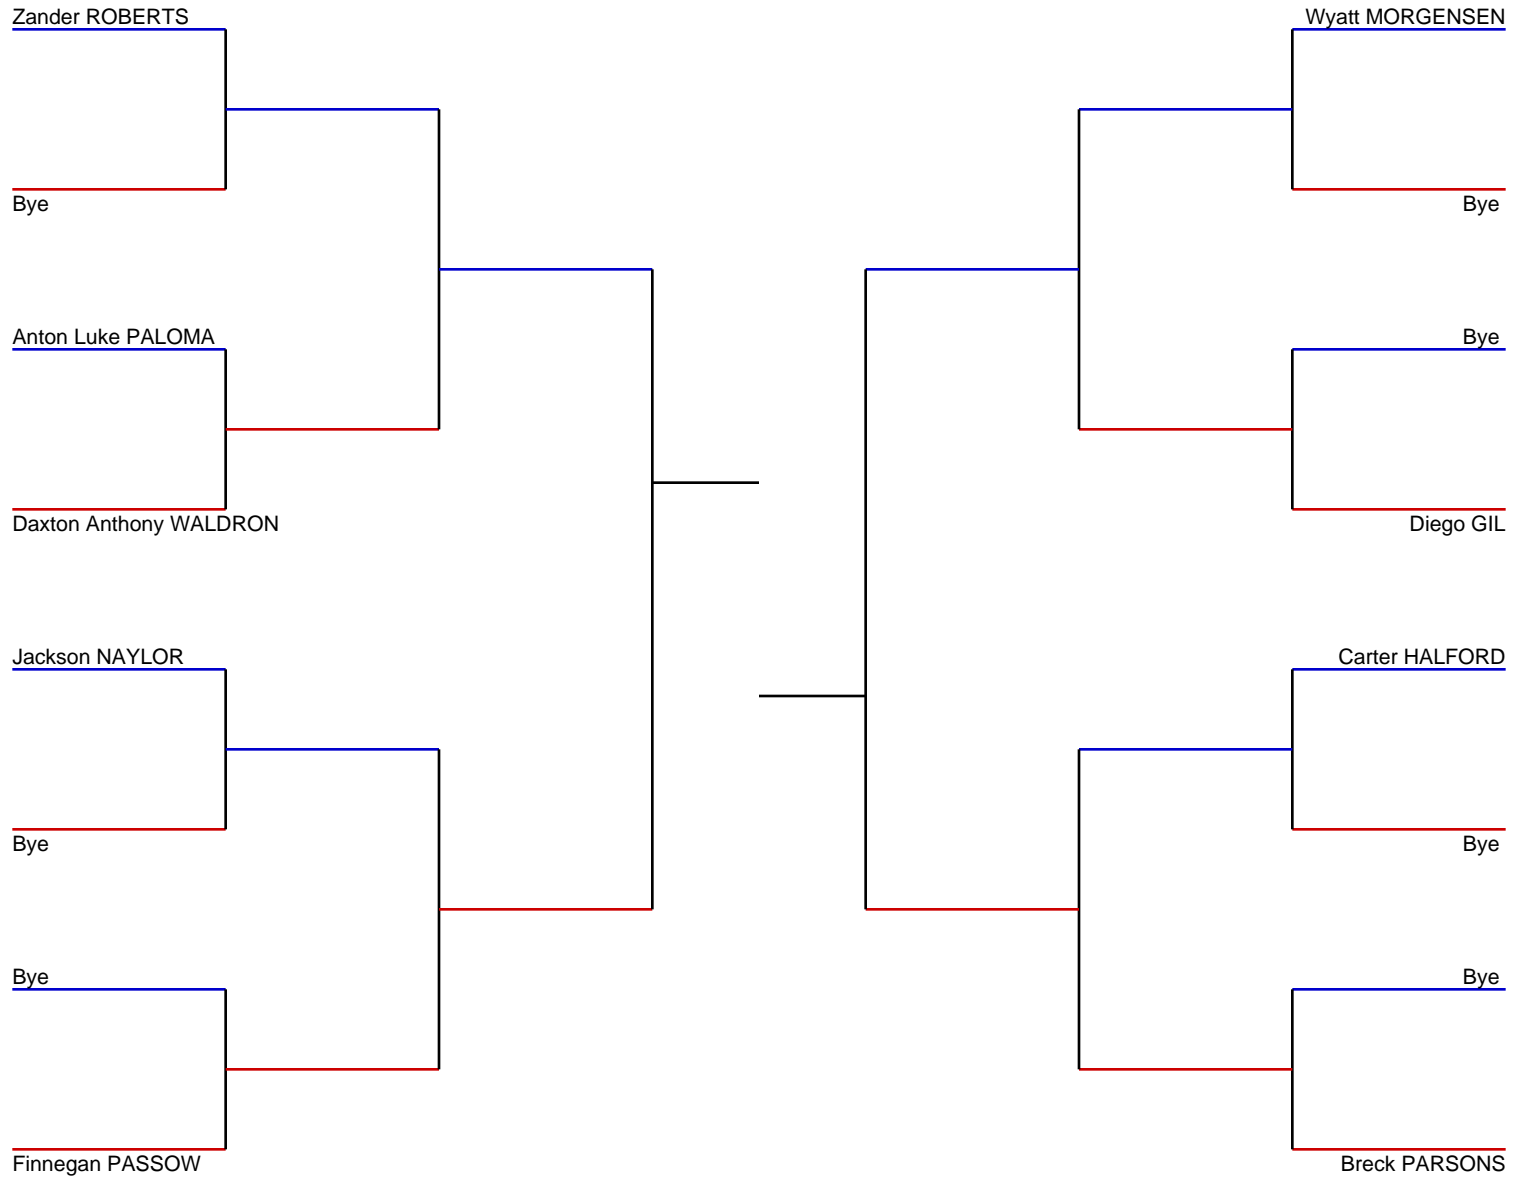 Zander ROBERTS
Bye
Anton Luke PALOMA
Daxton Anthony WALDRON
Jackson NAYLOR
Bye
Bye
Finnegan PASSOW
Wyatt MORGENSEN
Bye
Bye
Diego GIL
Carter HALFORD
Bye
Bye
Breck PARSONS